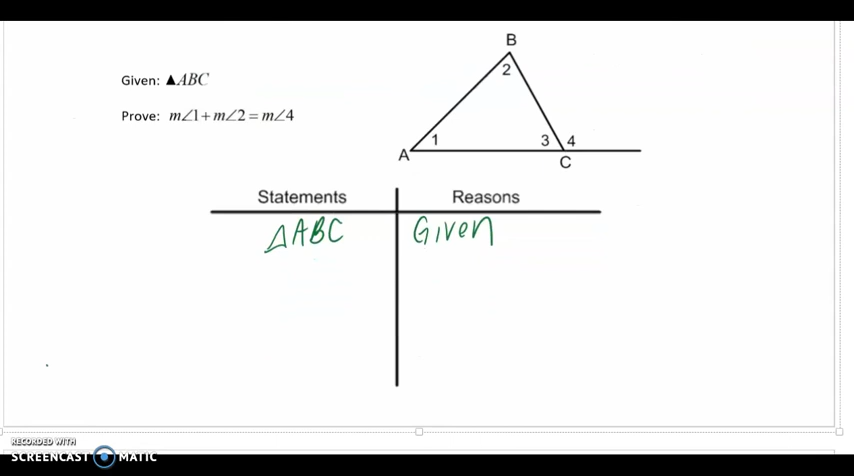 B
2
Given: ▲ABC
Prove: m∠1+m∠2=m∠4
1
3
4
A
C
Statements
Reasons
△ABC
Given
RECORDED WITH
SCREENCAST MATIC